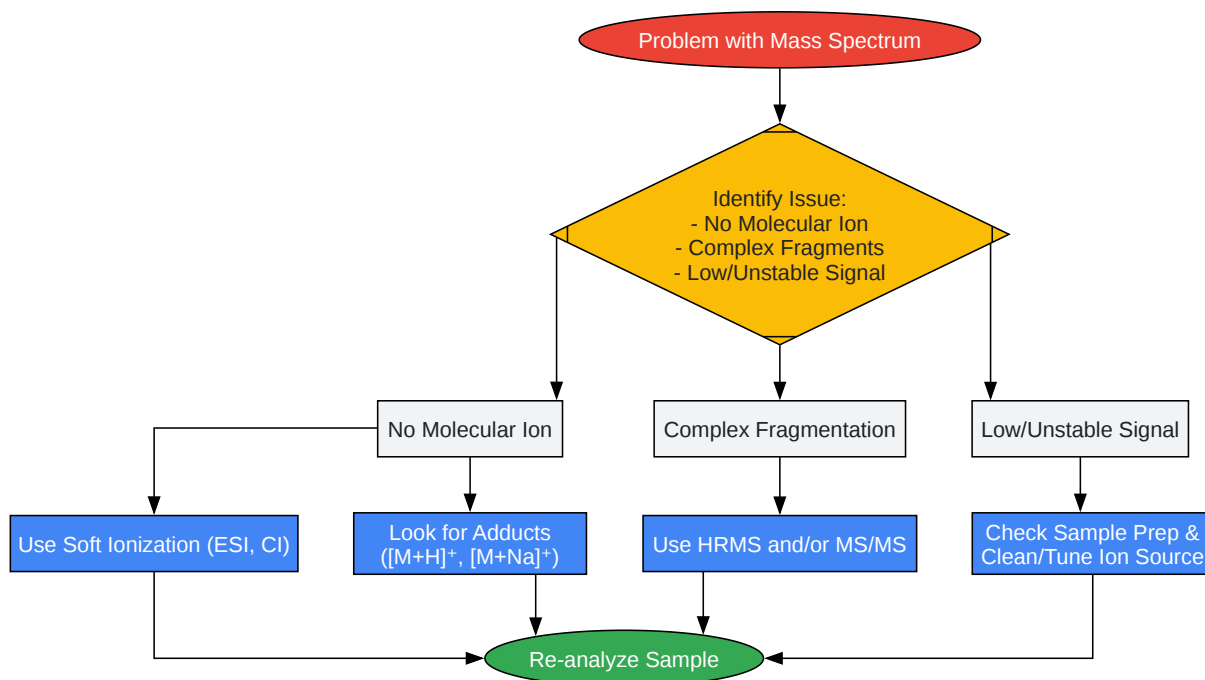 Problem with Mass Spectrum
Identify Issue:
- No Molecular Ion
- Complex Fragments
- Low/Unstable Signal
No Molecular Ion
Complex Fragmentation
Low/Unstable Signal
Use Soft Ionization (ESI, CI)
Look for Adducts
([M+H]⁺, [M+Na]⁺)
Use HRMS and/or MS/MS
Check Sample Prep &
Clean/Tune Ion Source
Re-analyze Sample